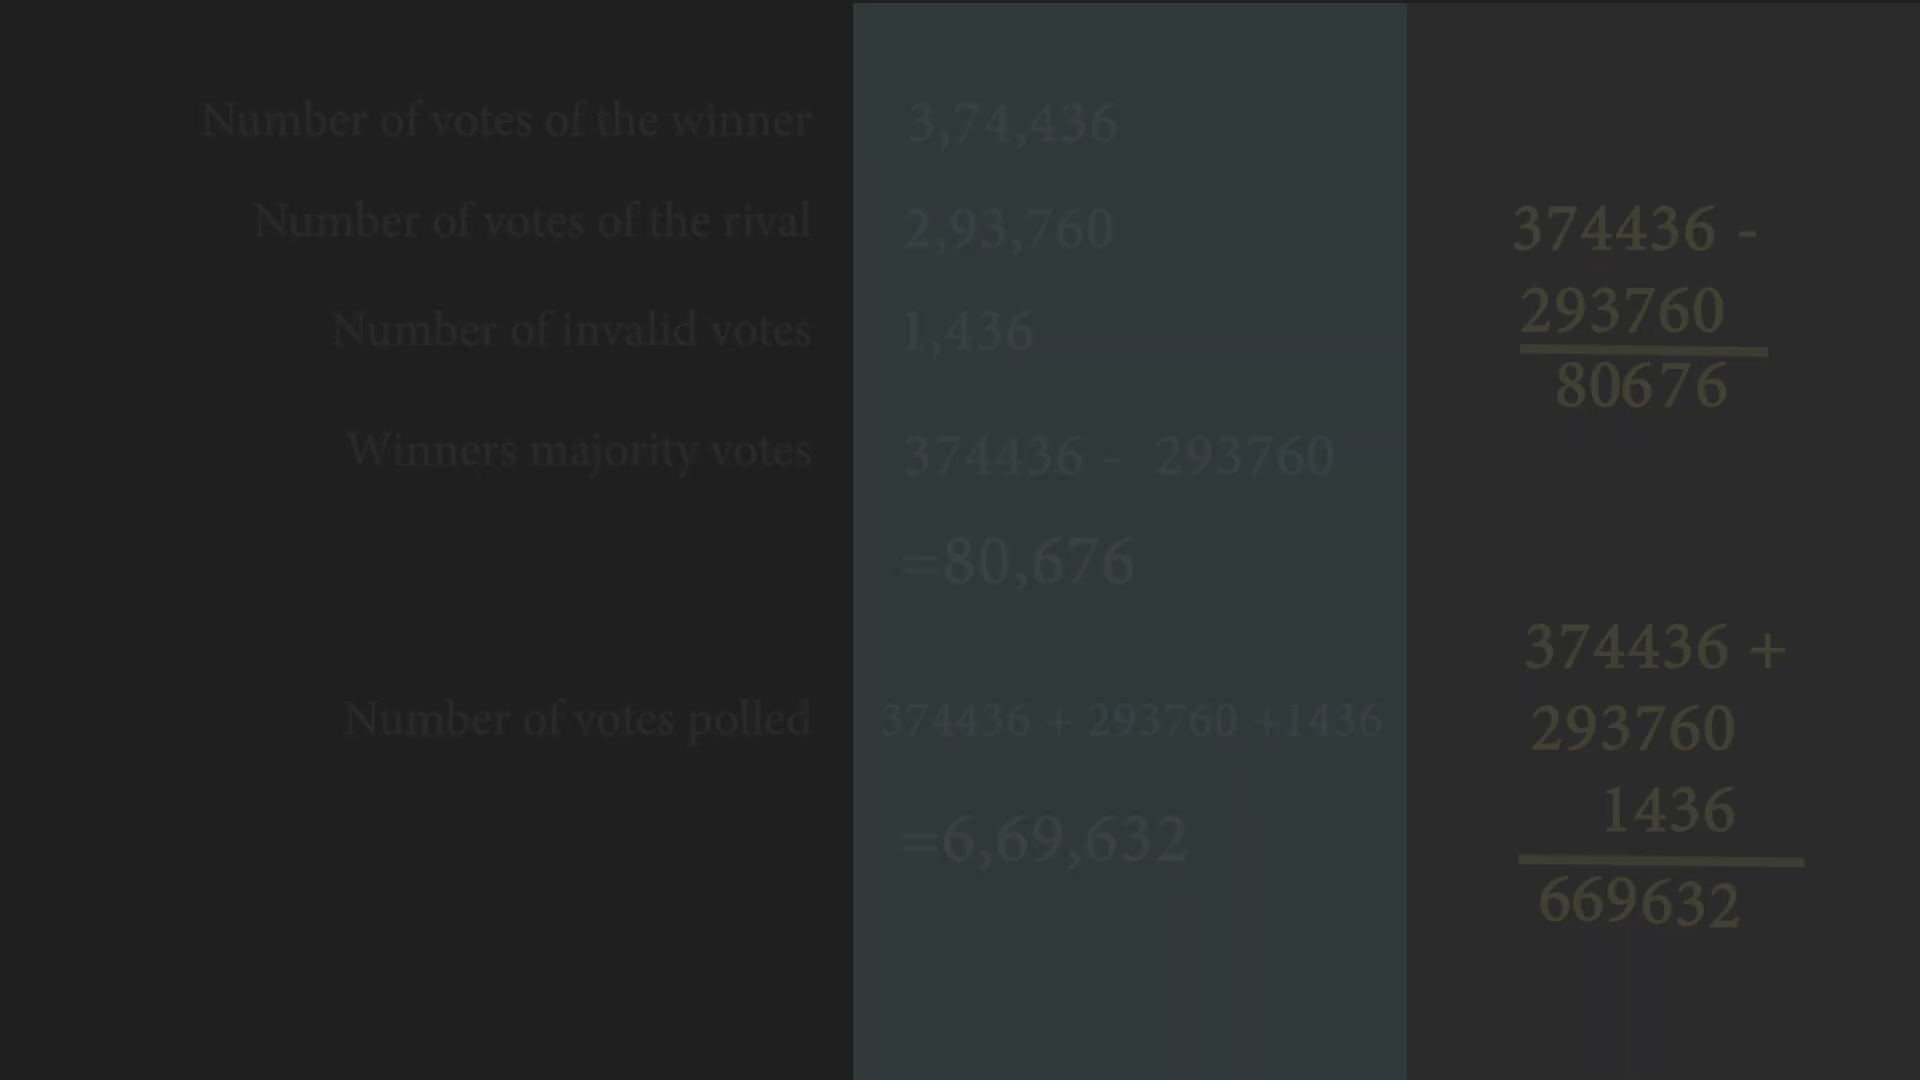 Number of votes of the winner 3,74,436
Number of votes of the rival 2,93,760
Number of invalid votes 1,436
Winners majority votes 374436 - 293760
=80,676
Number of votes polled 374436 + 293760 +1436
=6,69,632
374436 -
293760
80676
374436 +
293760
1436
669632